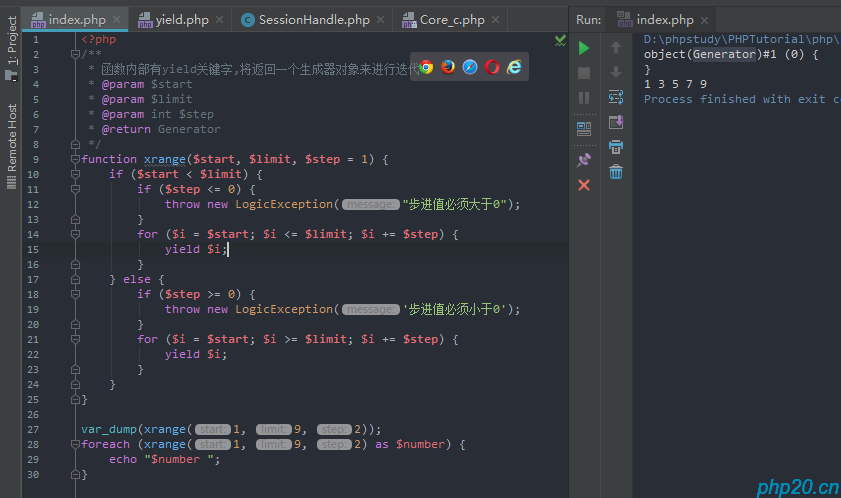 index.php
yield.php
SessionHandle.php
Core_c.php
Run:
index.php
1: Project
Remote Host
1 <?php
2 /**
3 * 函数内部有yield关键字,将返回一个生成器对象来进行迭代
4 * @param $start
5 * @param $limit
6 * @param int $step
7 * @return Generator
8 */
9 function xrange($start, $limit, $step = 1) {
10 if ($start < $limit) {
11 if ($step <= 0) {
12 throw new LogicException( message: "步进值必须大于0");
13 }
14 for ($i = $start; $i <= $limit; $i += $step) {
15 yield $i;
16 }
17 } else {
18 if ($step >= 0) {
19 throw new LogicException( message: '步进值必须小于0');
20 }
21 for ($i = $start; $i >= $limit; $i += $step) {
22 yield $i;
23 }
24 }
25 }
26
27 var_dump(xrange( start: 1, limit: 9, step: 2));
28 foreach (xrange( start: 1, limit: 9, step: 2) as $number) {
29 echo "$number ";
30 }
D:\phpstudy\PHPTutorial\php\
object(Generator)#1 (0) {
}
1 3 5 7 9
Process finished with exit
php20.cn